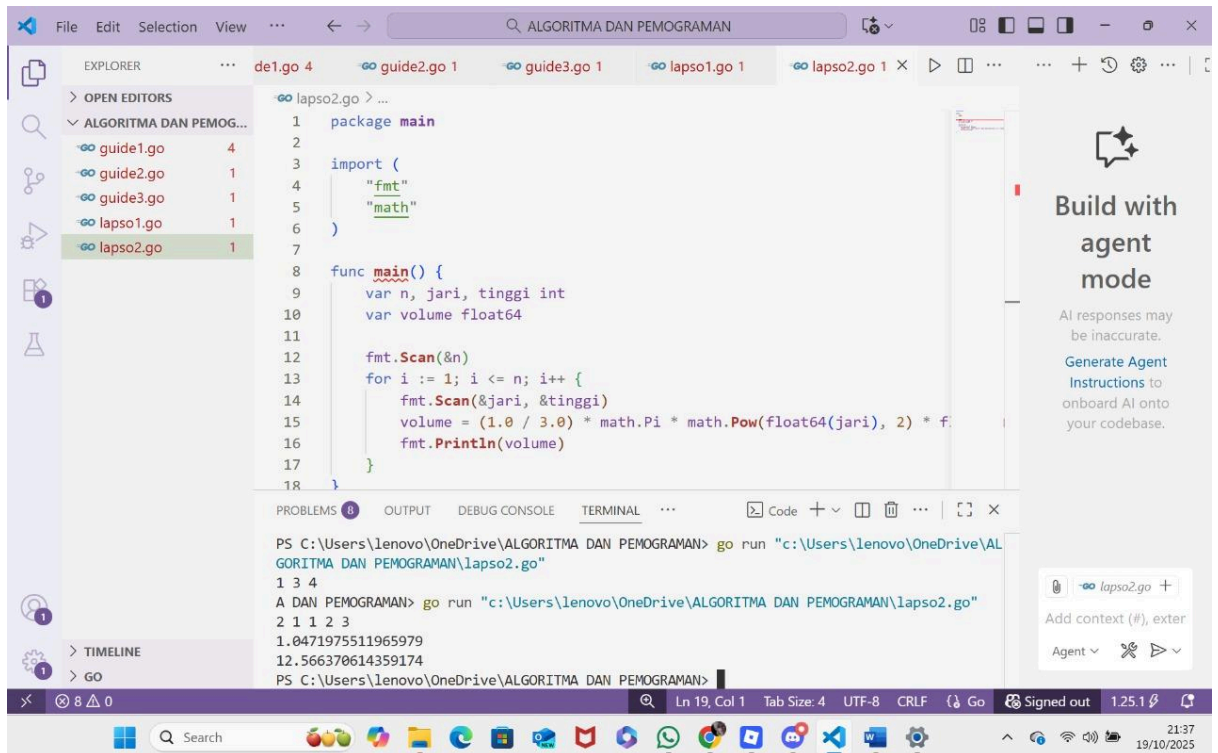 File Edit Selection View ... ALGORITMA DAN PEMOGRAMAN
EXPLORER ...
OPEN EDITORS
ALGORITMA DAN PEMOG...
guide1.go 4
guide2.go 1
guide3.go 1
lapso1.go 1
lapso2.go 1
TIMELINE
GO
de1.go 4 guide2.go 1 guide3.go 1 lapso1.go 1 lapso2.go 1
lapso2.go > ...
1 package main
2
3 import (
4 "fmt"
5 "math"
6 )
7
8 func main() {
9 var n, jari, tinggi int
10 var volume float64
11
12 fmt.Scan(&n)
13 for i := 1; i <= n; i++ {
14 fmt.Scan(&jari, &tinggi)
15 volume = (1.0 / 3.0) * math.Pi * math.Pow(float64(jari), 2) * f
16 fmt.Println(volume)
17 }
18 }
PROBLEMS 8 OUTPUT DEBUG CONSOLE TERMINAL ... Code
PS C:\Users\lenovo\OneDrive\ALGORITMA DAN PEMOGRAMAN> go run "c:\Users\lenovo\OneDrive\AL
GORITMA DAN PEMOGRAMAN\lapso2.go"
1 3 4
A DAN PEMOGRAMAN> go run "c:\Users\lenovo\OneDrive\ALGORITMA DAN PEMOGRAMAN\lapso2.go"
2 1 1 2 3
1.0471975511965979
12.566370614359174
PS C:\Users\lenovo\OneDrive\ALGORITMA DAN PEMOGRAMAN>
Build with
agent
mode
AI responses may
be inaccurate.
Generate Agent
Instructions to
onboard AI onto
your codebase.
lapso2.go +
Add context (#), exter
Agent
8 0 Ln 19, Col 1 Tab Size: 4 UTF-8 CRLF Go Signed out 1.25.1
Search
21:37
19/10/2025